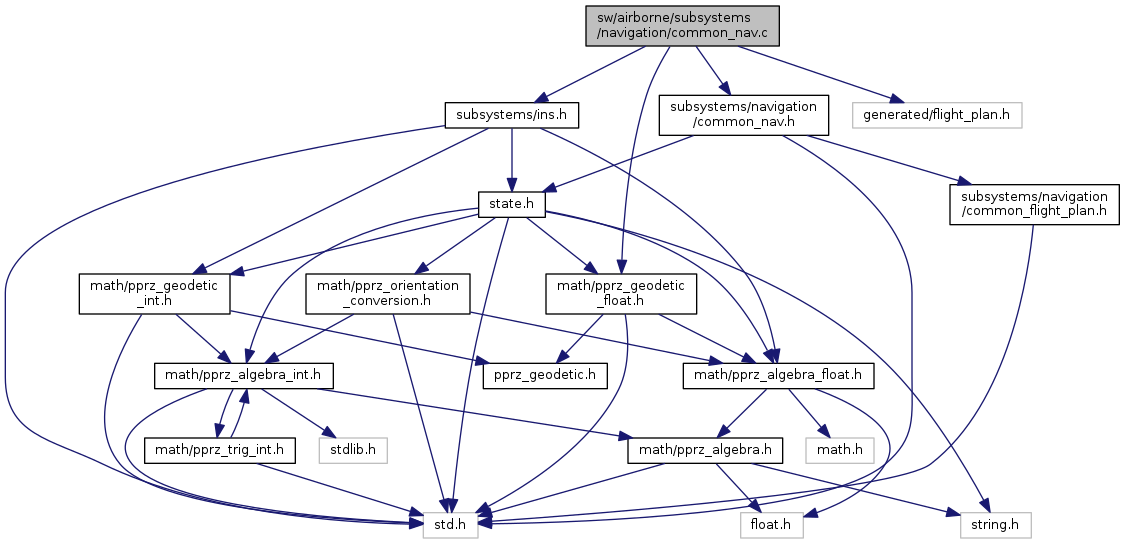 sw/airborne/subsystems
/navigation/common_nav.c
subsystems/ins.h
subsystems/navigation
/common_nav.h
generated/flight_plan.h
state.h
subsystems/navigation
/common_flight_plan.h
math/pprz_geodetic
_int.h
math/pprz_orientation
_conversion.h
math/pprz_geodetic
_float.h
math/pprz_algebra_int.h
pprz_geodetic.h
math/pprz_algebra_float.h
math/pprz_trig_int.h
stdlib.h
math/pprz_algebra.h
math.h
std.h
float.h
string.h